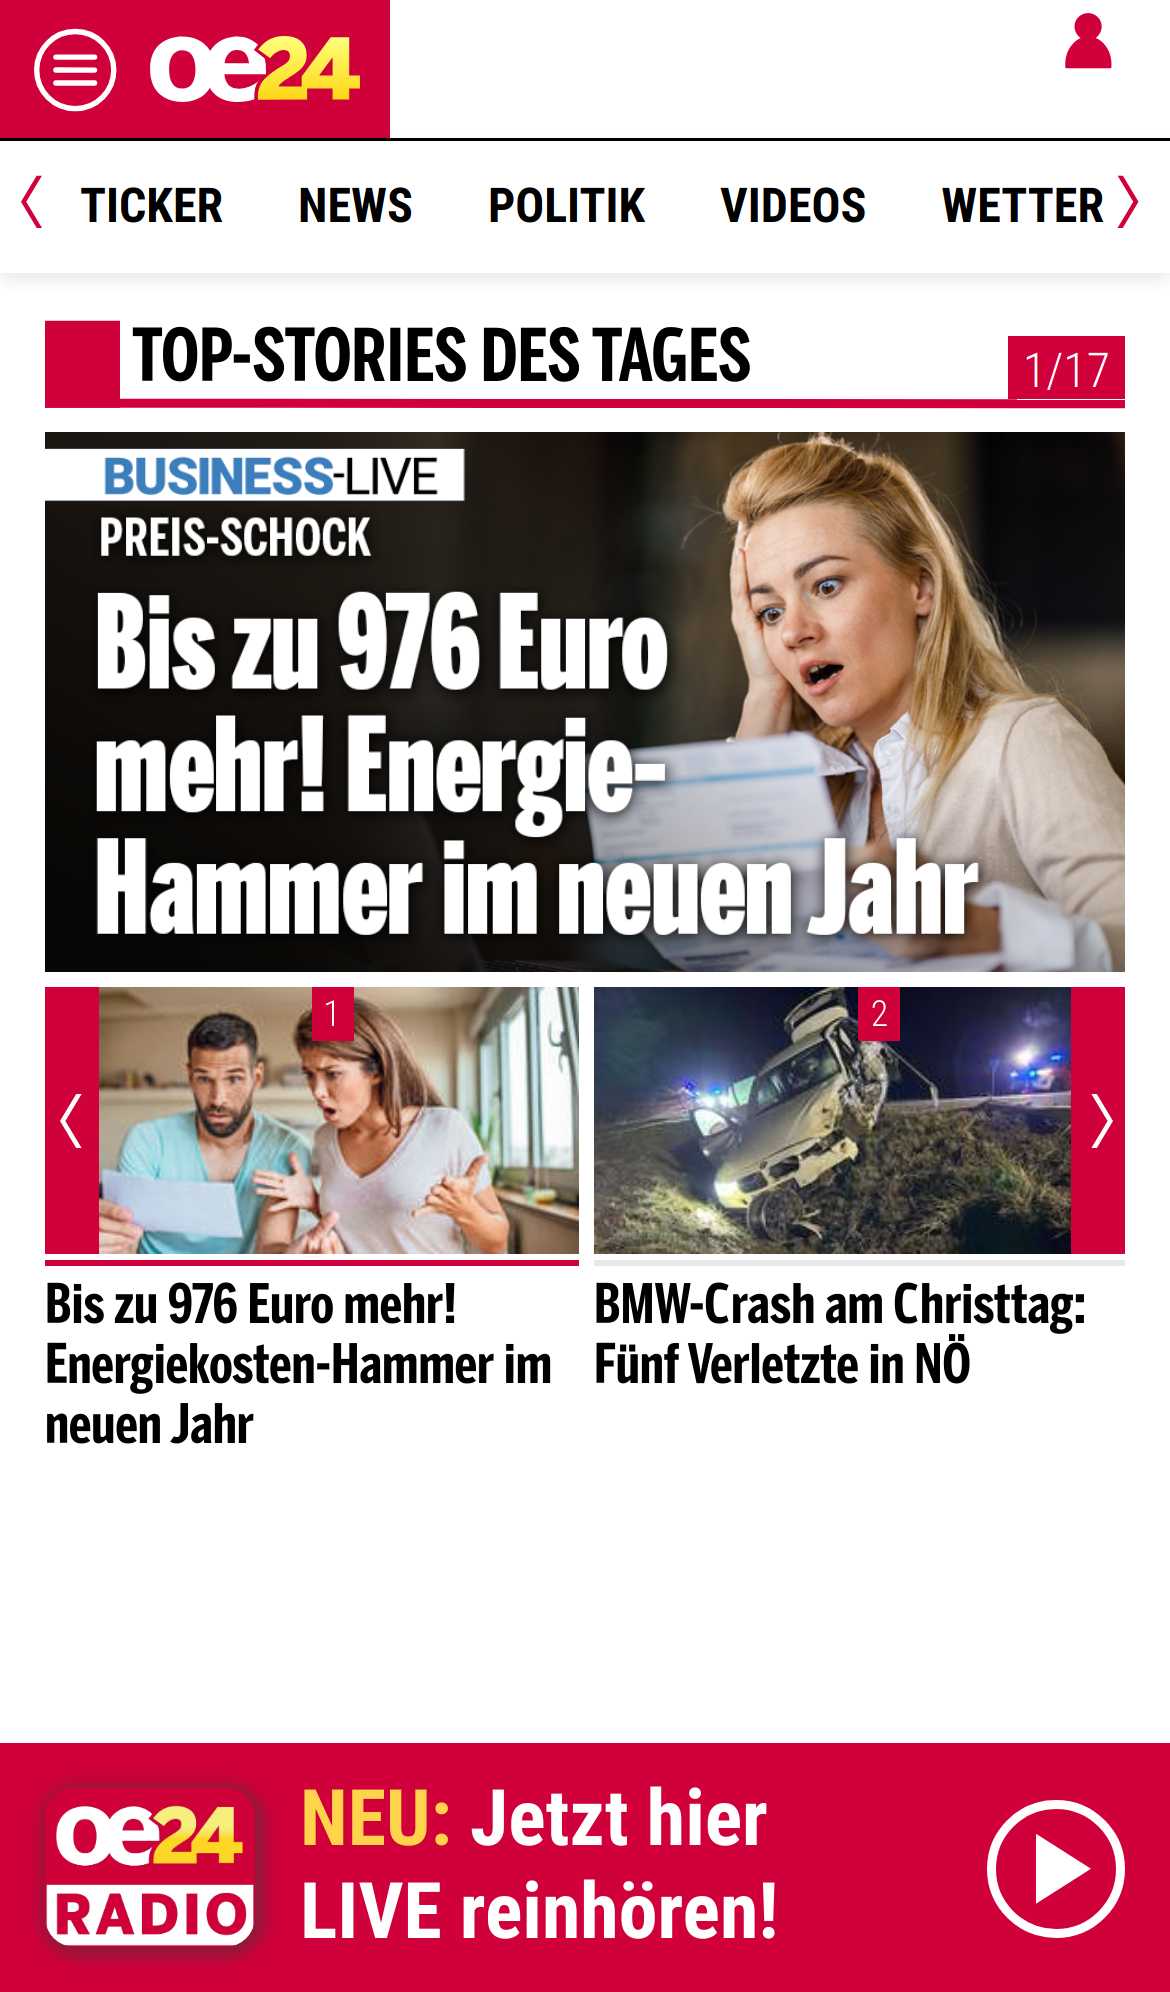 oe24
TICKER NEWS POLITIK VIDEOS WETTER
TOP-STORIES DES TAGES
1/17
BUSINESS-LIVE
PREIS-SCHOCK
Bis zu 976 Euro
mehr! Energie-
Hammer im neuen Jahr
1
Bis zu 976 Euro mehr!
Energiekosten-Hammer im
neuen Jahr
2
BMW-Crash am Christtag:
Fünf Verletzte in NÖ
oe24
RADIO
NEU: Jetzt hier
LIVE reinhören!